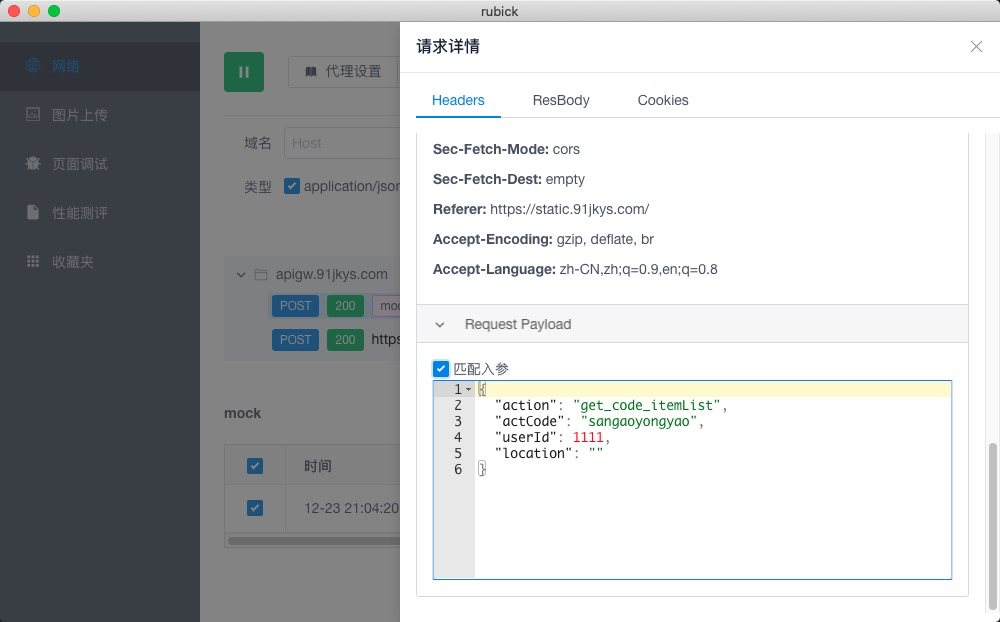 rubick
网络
图片上传
页面调试
性能测评
收藏夹
代理设置
域名 Host
类型 application/json
apigw.91jkys.com
POST 200
POST 200
mock
时间
12-23 21:04:20
请求详情
Headers ResBody Cookies
Sec-Fetch-Mode: cors
Sec-Fetch-Dest: empty
Referer: https://static.91jkys.com/
Accept-Encoding: gzip, deflate, br
Accept-Language: zh-CN,zh;q=0.9,en;q=0.8
Request Payload
匹配入参
1 {
2 "action": "get_code_itemList",
3 "actCode": "sangaoyongyao",
4 "userId": 1111,
5 "location": ""
6 }